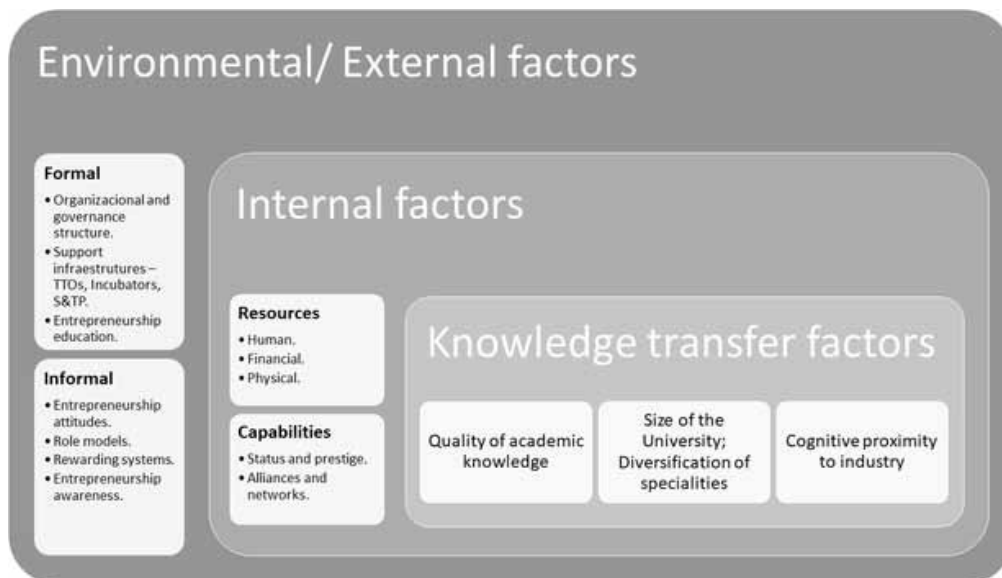 Environmental/ External factors
Formal
• Organizacional and
governance
structure.
• Support
infraestrutures –
TTOs, Incubators,
S&TP.
• Entrepreneurship
education.
Informal
• Entrepreneurship
attitudes.
• Role models.
• Rewarding systems.
• Entrepreneurship
awareness.
Internal factors
Resources
• Human.
• Financial.
• Physical.
Capabilities
• Status and prestige.
• Alliances and
networks.
Knowledge transfer factors
Quality of academic
knowledge
Size of the
University;
Diversification of
specialities
Cognitive proximity
to industry